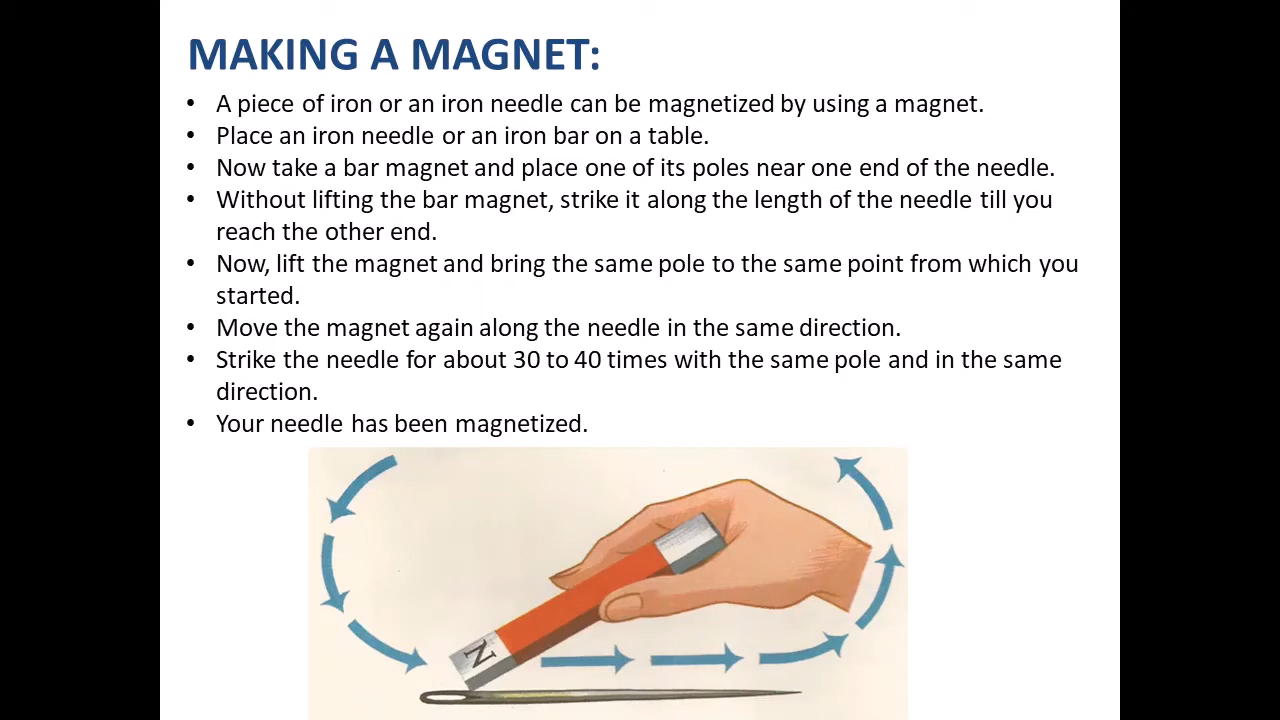 MAKING A MAGNET:
• A piece of iron or an iron needle can be magnetized by using a magnet.
• Place an iron needle or an iron bar on a table.
• Now take a bar magnet and place one of its poles near one end of the needle.
• Without lifting the bar magnet, strike it along the length of the needle till you
reach the other end.
• Now, lift the magnet and bring the same pole to the same point from which you
started.
• Move the magnet again along the needle in the same direction.
• Strike the needle for about 30 to 40 times with the same pole and in the same
direction.
• Your needle has been magnetized.
N